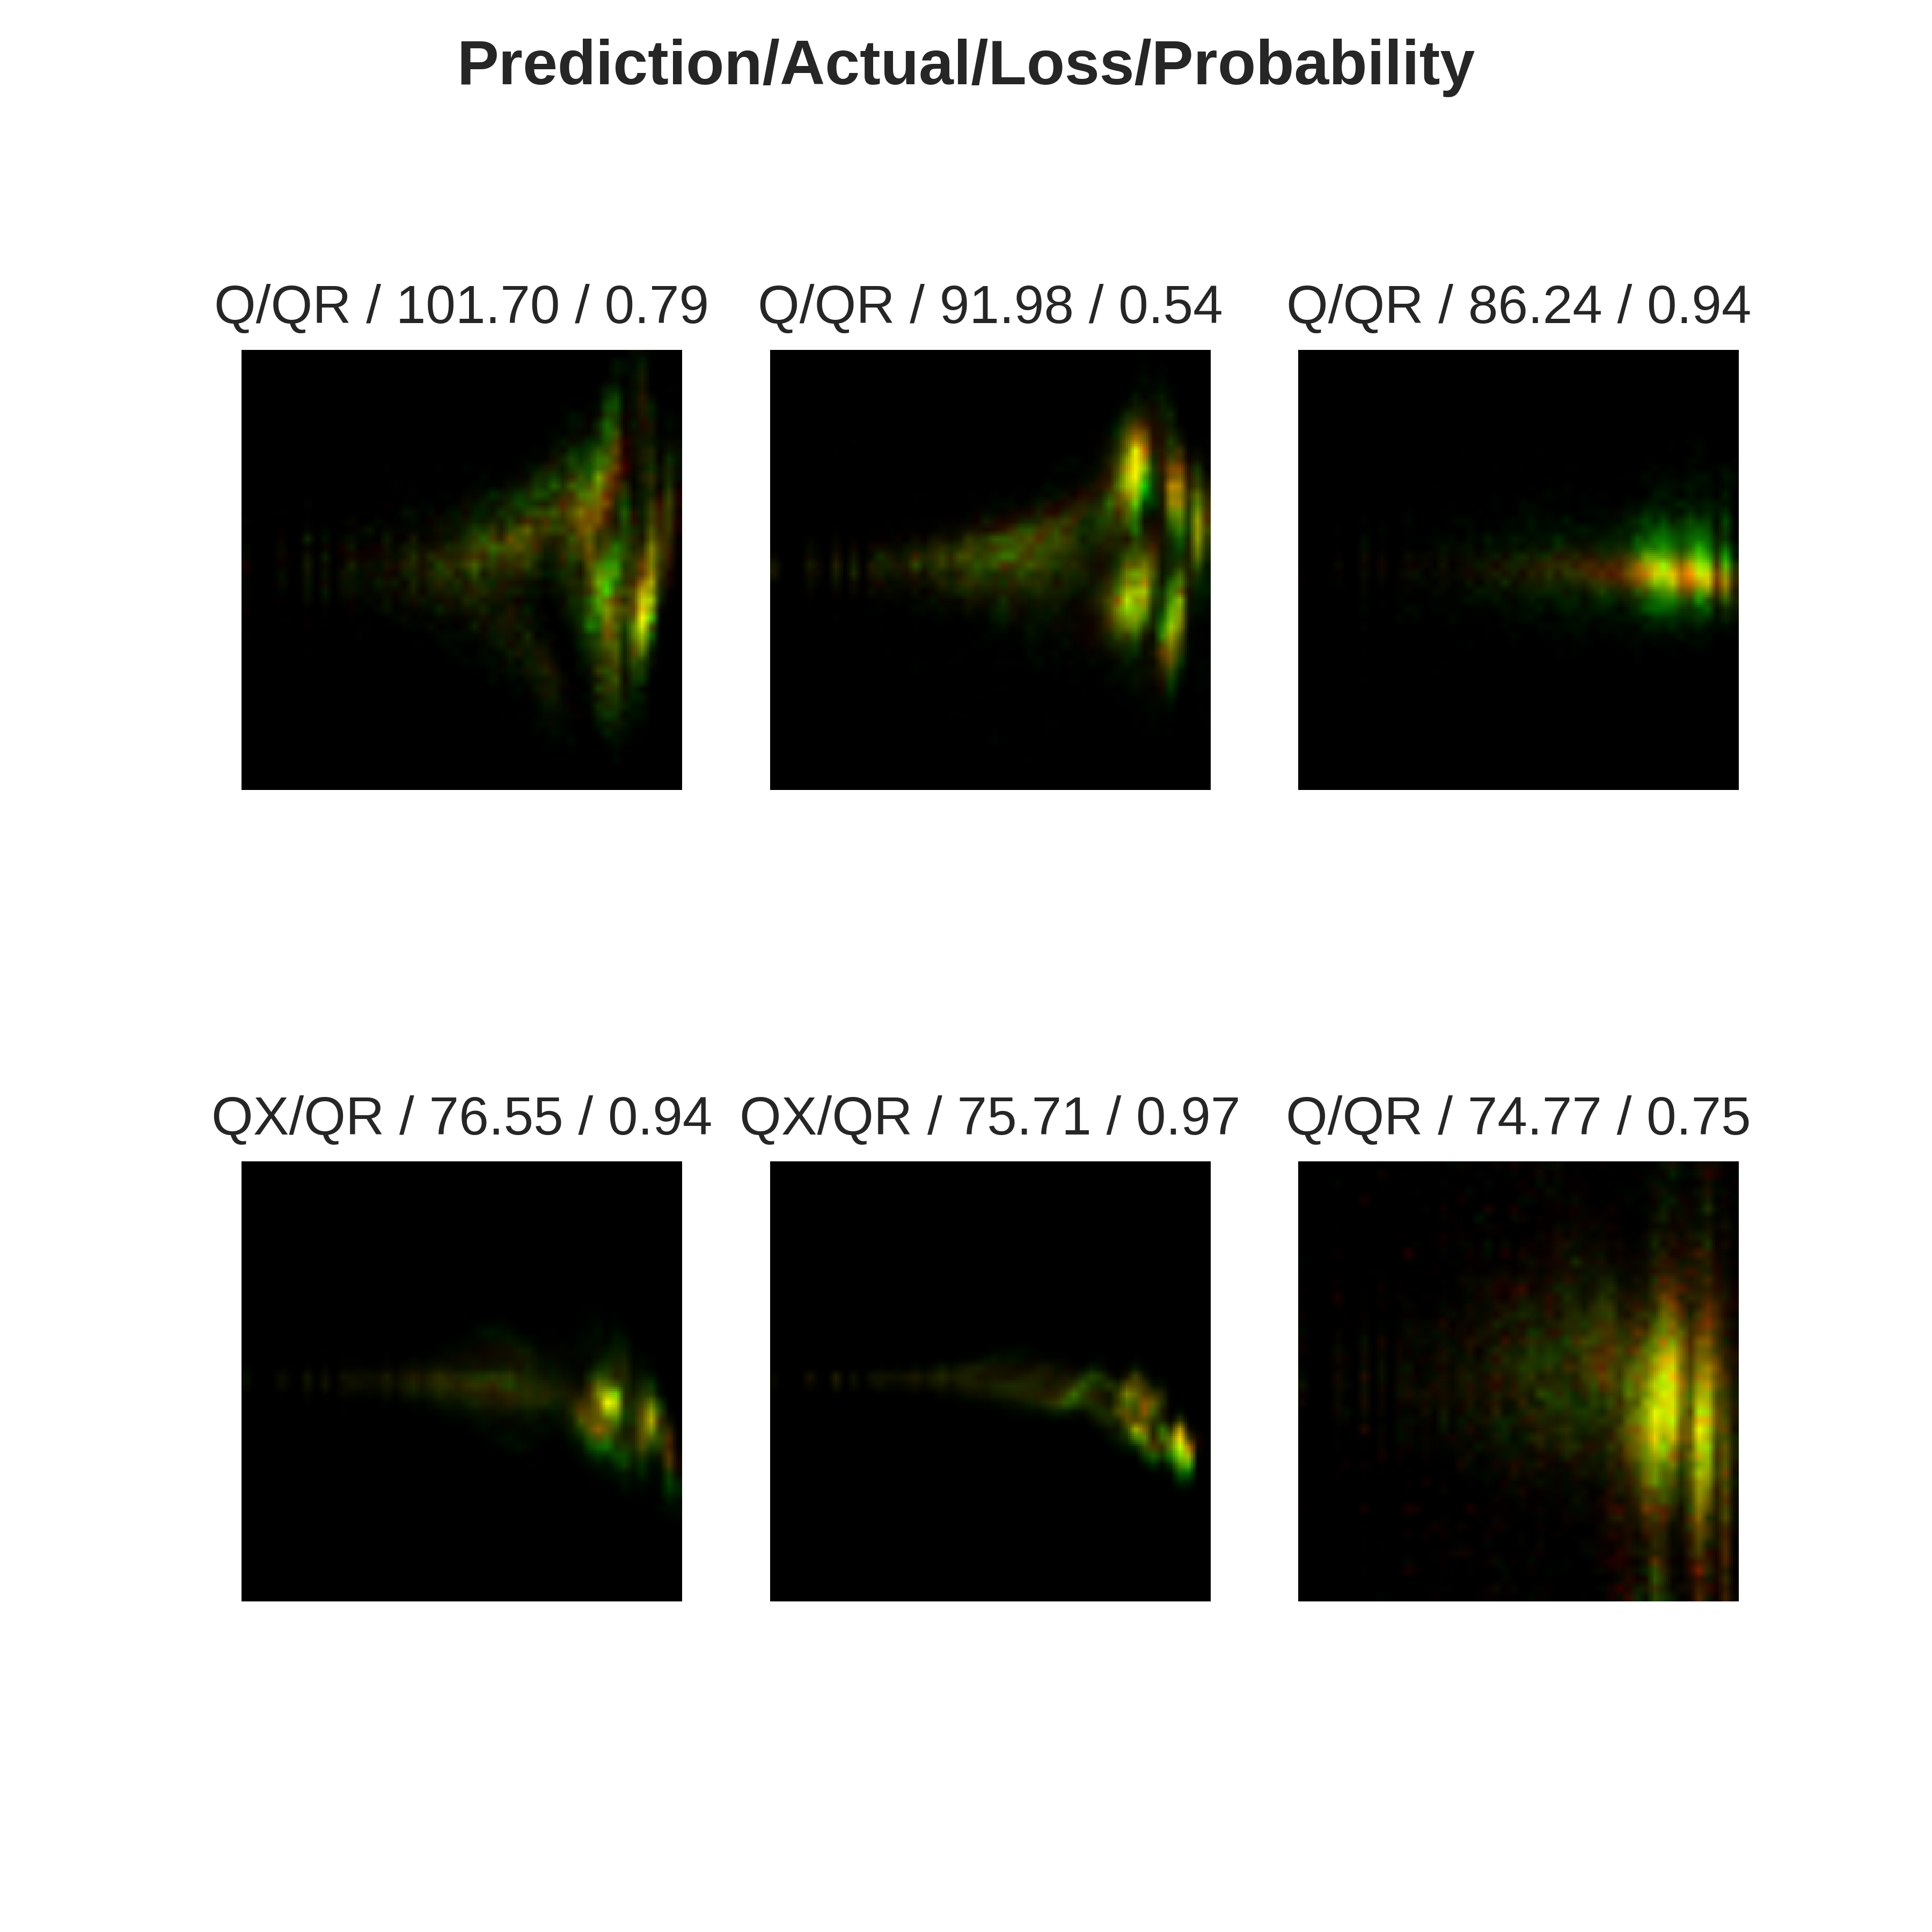 Prediction/Actual/Loss/Probability
Q/QR / 101.70 / 0.79
Q/QR / 91.98 / 0.54
Q/QR / 86.24 / 0.94
QX/QR / 76.55 / 0.94
QX/QR / 75.71 / 0.97
Q/QR / 74.77 / 0.75